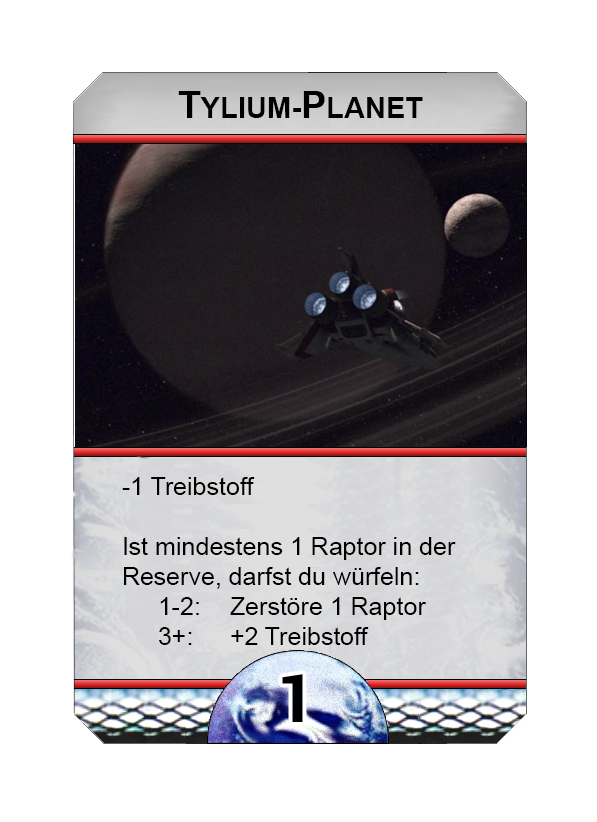 TYLIUM-PLANET
-1 Treibstoff
Ist mindestens 1 Raptor in der
Reserve, darfst du würfeln:
1-2: Zerstöre 1 Raptor
3+: +2 Treibstoff
1